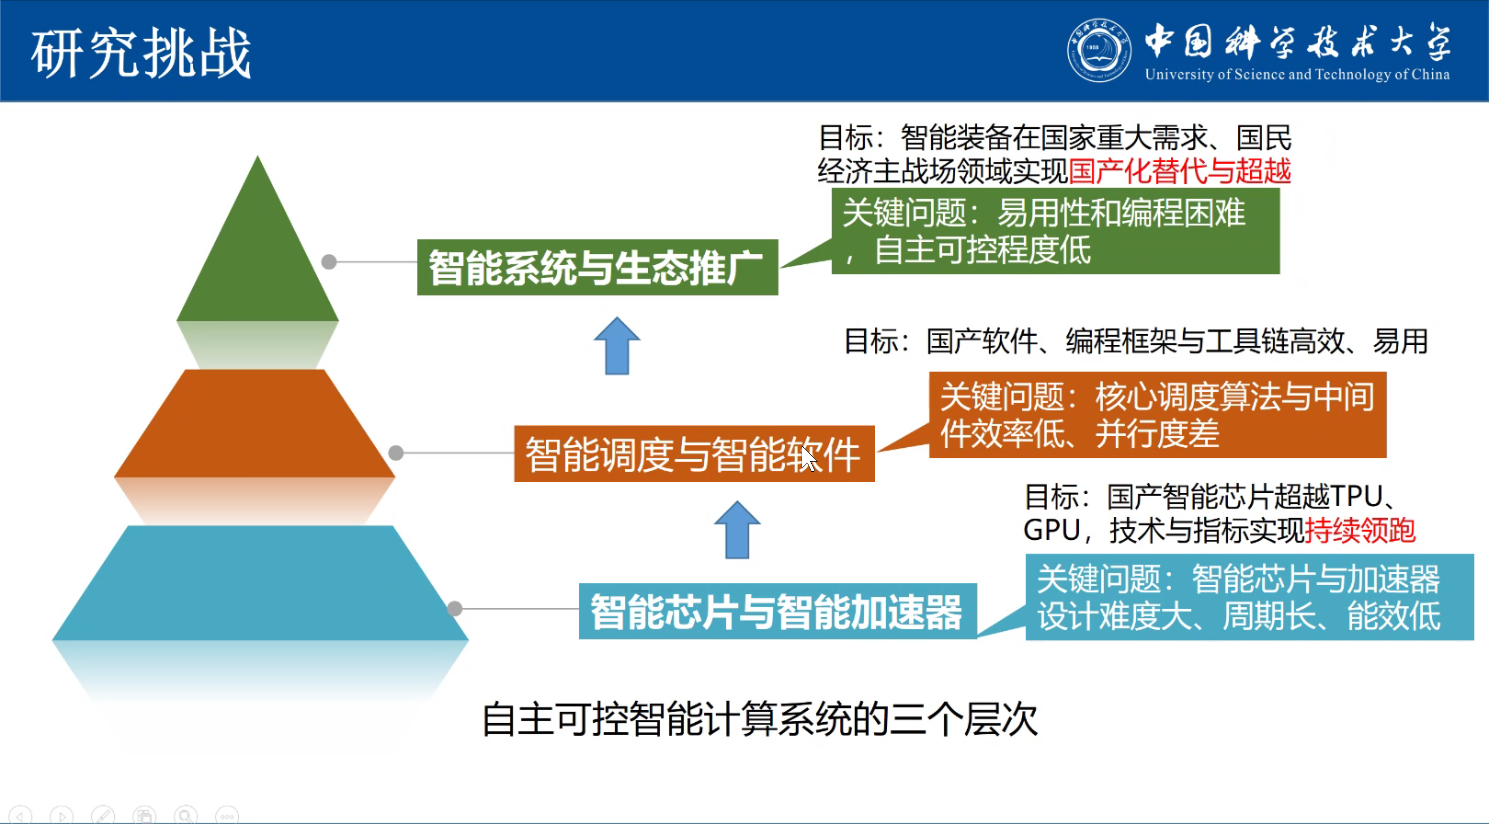 研究挑战
中国科学技术大学
University of Science and Technology of China
目标：智能装备在国家重大需求、国民
经济主战场领域实现国产化替代与超越
关键问题：易用性和编程困难
，自主可控程度低
智能系统与生态推广
目标：国产软件、编程框架与工具链高效、易用
关键问题：核心调度算法与中间
件效率低、并行度差
智能调度与智能软件
目标：国产智能芯片超越TPU、
GPU，技术与指标实现持续领跑
关键问题：智能芯片与加速器
设计难度大、周期长、能效低
智能芯片与智能加速器
自主可控智能计算系统的三个层次